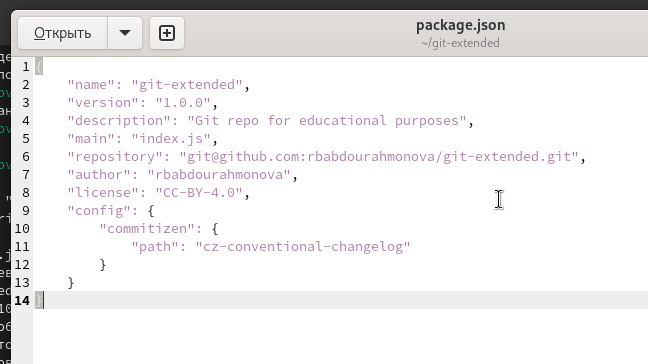 Открыть
package.json
~/git-extended
1 {
2     "name": "git-extended",
3     "version": "1.0.0",
4     "description": "Git repo for educational purposes",
5     "main": "index.js",
6     "repository": "git@github.com:rbabdourahmonova/git-extended.git",
7     "author": "rbabdourahmonova",
8     "license": "CC-BY-4.0",
9     "config": {
10         "commitizen": {
11             "path": "cz-conventional-changelog"
12         }
13     }
14 }